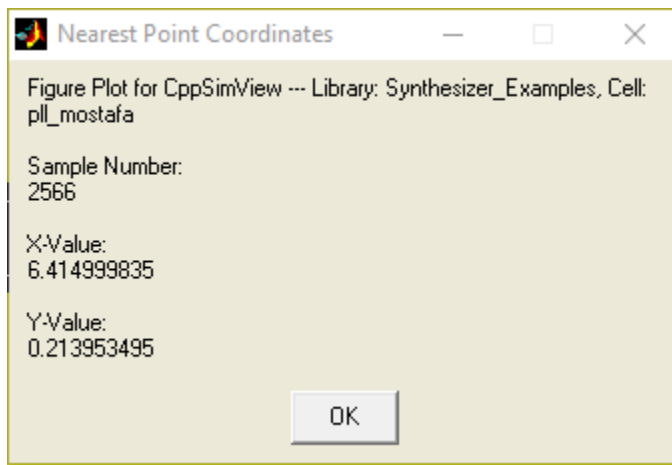 Nearest Point Coordinates
Figure Plot for CppSimView --- Library: Synthesizer_Examples, Cell:
pll_mostafa
Sample Number:
2566
X-Value:
6.414999835
Y-Value:
0.213953495
OK